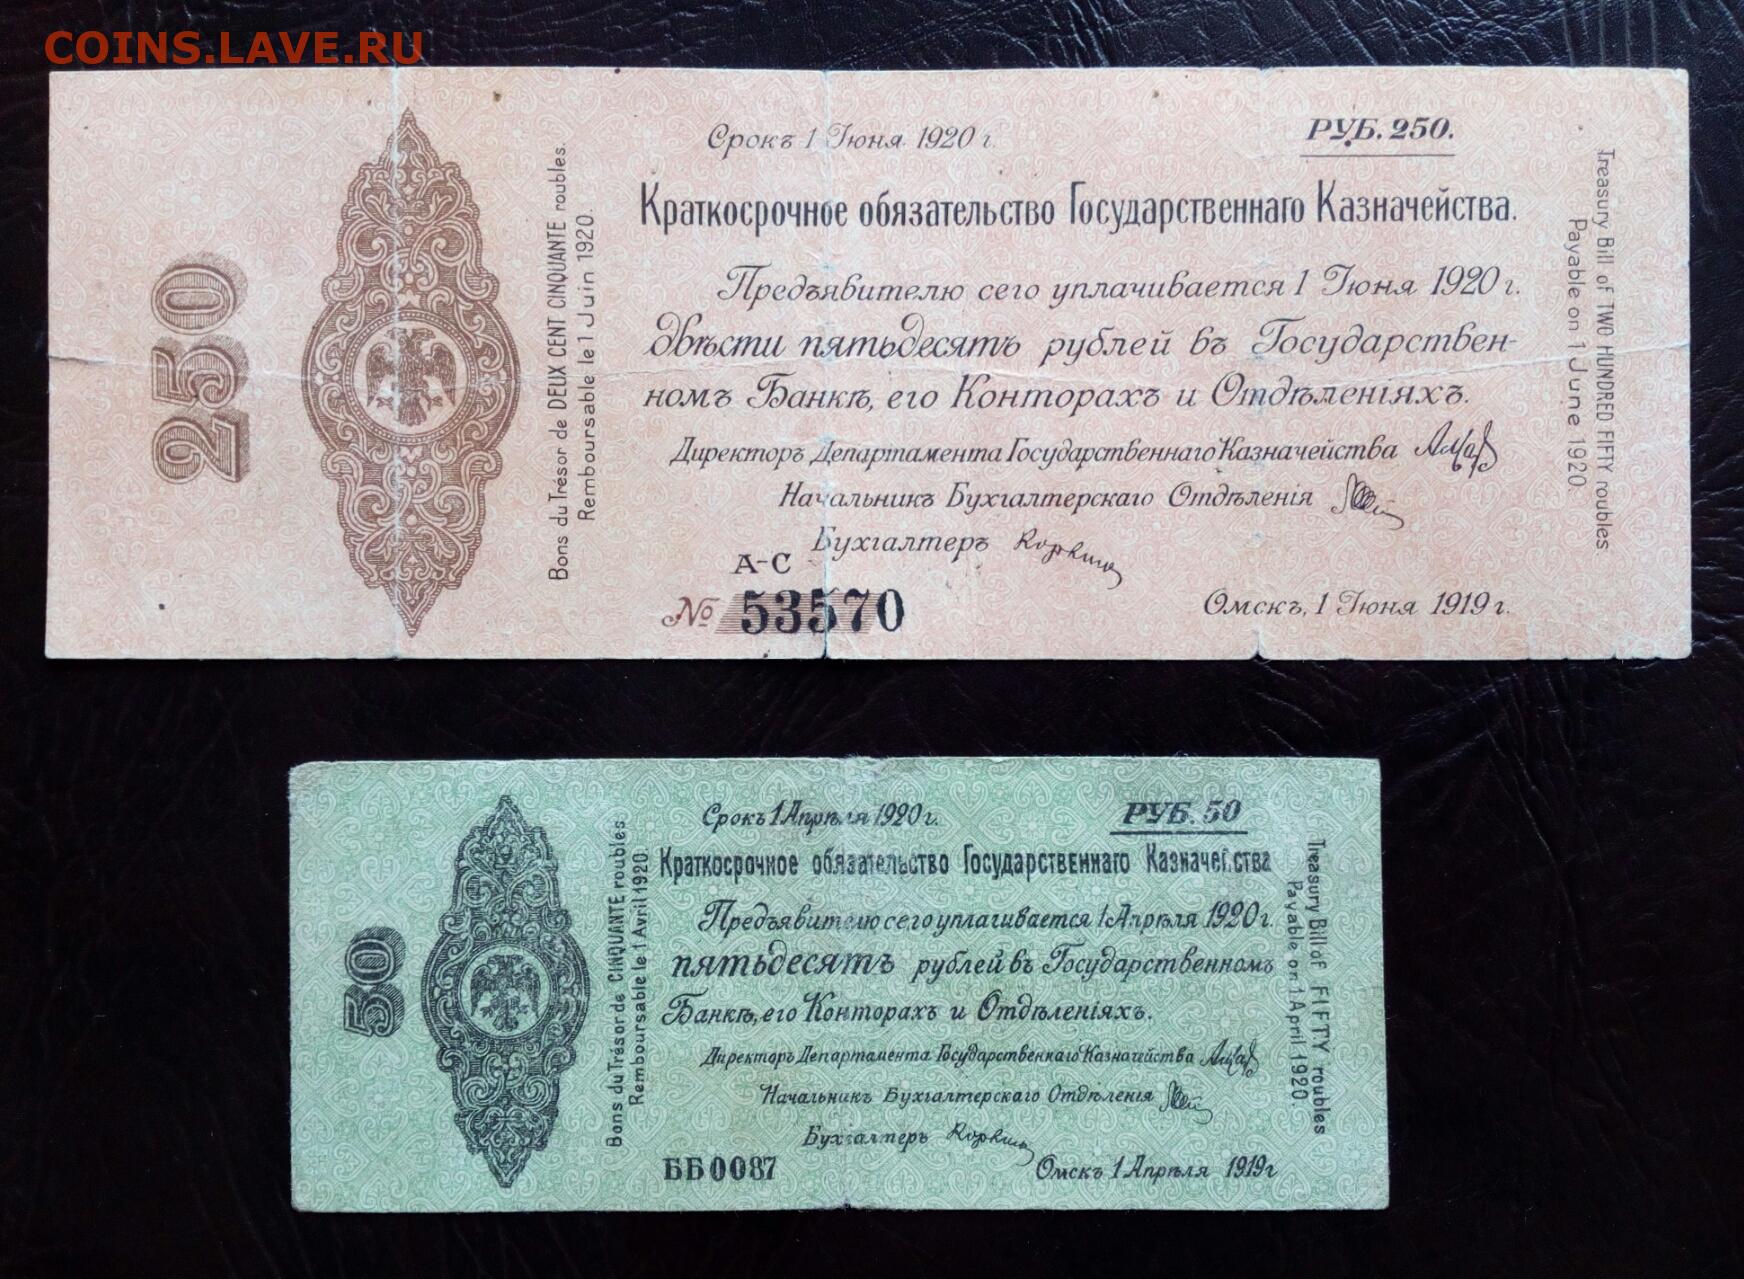 COINS.LAVE.RU
250
Bons du Trésor de DEUX CENT CINQUANTE roubles.
Remboursable le 1 Juin 1920.
Срокъ 1 Іюня 1920 г.
РУБ. 250.
Краткосрочное обязательство Государственнаго Казначейства.
Предъявителю сего уплачивается 1 Іюня 1920 г.
Двѣсти пятьдесятъ рублей въ Государствен-
номъ Банкѣ, его Конторахъ и Отдѣленіяхъ.
Директоръ Департамента Государственнаго Казначейства
Начальникъ Бухгалтерскаго Отдѣленія
Бухгалтеръ
А-С
№ 53570
Омскъ, 1 Іюня 1919 г.
Treasury Bill of TWO HUNDRED FIFTY roubles
Payable on 1 June 1920.
50
Bons du Trésor de CINQUANTE roubles
Remboursable le 1 Avril 1920.
Срокъ 1 Апрѣля 1920 г.
РУБ. 50
Краткосрочное обязательство Государственнаго Казначейства
Предъявителю сего уплачивается 1 Апрѣля 1920 г.
пятьдесятъ рублей въ Государственномъ
Банкѣ, его Конторахъ и Отдѣленіяхъ.
Директоръ Департамента Государственнаго Казначейства
Начальникъ Бухгалтерскаго Отдѣленія
Бухгалтеръ
ББ0087
Омскъ 1 Апрѣля 1919 г
Treasury Bill of FIFTY roubles
Payable on 1 April 1920.